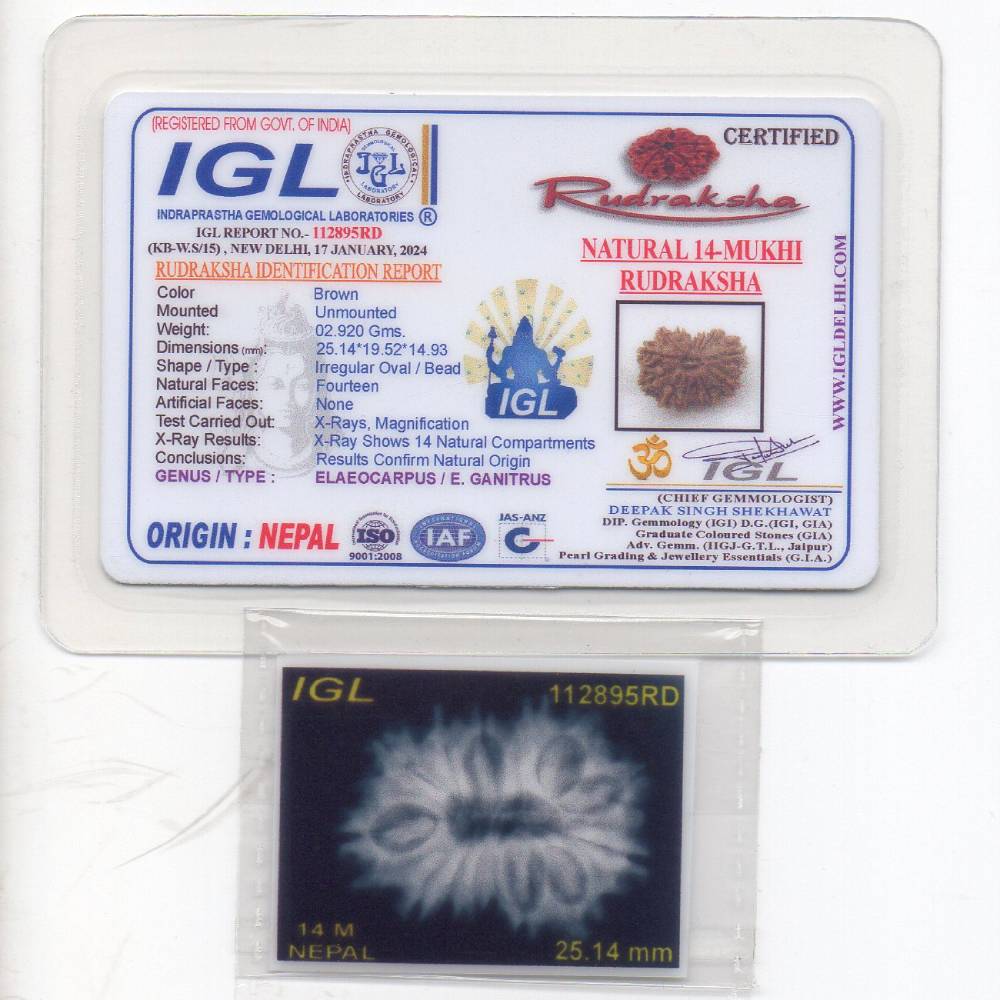 (REGISTERED FROM GOVT. OF INDIA)
IGL
INDRAPRASTHA GEMOLOGICAL LABORATORY
IGL
INDRAPRASTHA GEMOLOGICAL LABORATORIES ®
IGL REPORT NO.- 112895RD
(KB-W.S/15) , NEW DELHI, 17 JANUARY, 2024
RUDRAKSHA IDENTIFICATION REPORT
Color Brown
Mounted Unmounted
Weight: 02.920 Gms.
Dimensions (mm): 25.14*19.52*14.93
Shape / Type : Irregular Oval / Bead
Natural Faces: Fourteen
Artificial Faces: None
Test Carried Out: X-Rays, Magnification
X-Ray Results: X-Ray Shows 14 Natural Compartments
Conclusions: Results Confirm Natural Origin
GENUS / TYPE : ELAEOCARPUS / E. GANITRUS
ORIGIN : NEPAL
ISO
9001:2008
IAF
JAS-ANZ
IGL
CERTIFIED
Rudraksha
NATURAL 14-MUKHI
RUDRAKSHA
WWW.IGLDELHI.COM
ॐ
IGL
(CHIEF GEMMOLOGIST)
DEEPAK SINGH SHEKHAWAT
DIP. Gemmology (IGI) D.G.(IGI, GIA)
Graduate Coloured Stones (GIA)
Adv. Gemm. (IIGJ-G.T.L., Jaipur)
Pearl Grading & Jewellery Essentials (G.I.A.)
IGL 112895RD
14 M
NEPAL 25.14 mm